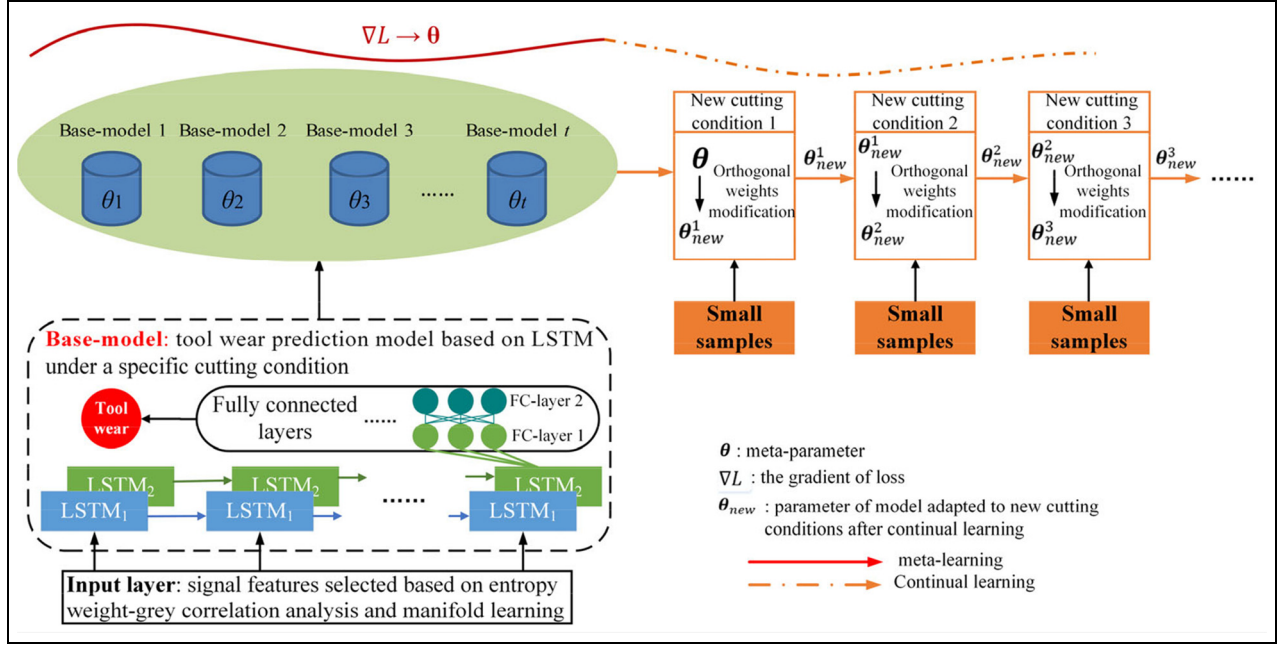 ∇L → θ
Base-model 1
Base-model 2
Base-model 3
Base-model t
θ1
θ2
θ3
......
θt
New cutting
condition 1
θ
Orthogonal
weights
modification
θ¹new
θ¹new
New cutting
condition 2
θ¹new
Orthogonal
weights
modification
θ²new
θ²new
New cutting
condition 3
θ²new
Orthogonal
weights
modification
θ³new
θ³new
......
Small
samples
Small
samples
Small
samples
Base-model: tool wear prediction model based on LSTM
under a specific cutting condition
Tool
wear
Fully connected
layers
......
FC-layer 2
FC-layer 1
LSTM₂
LSTM₂
LSTM₂
......
LSTM₁
LSTM₁
LSTM₁
Input layer: signal features selected based on entropy
weight-grey correlation analysis and manifold learning
θ : meta-parameter
∇L : the gradient of loss
θnew : parameter of model adapted to new cutting
conditions after continual learning
meta-learning
Continual learning